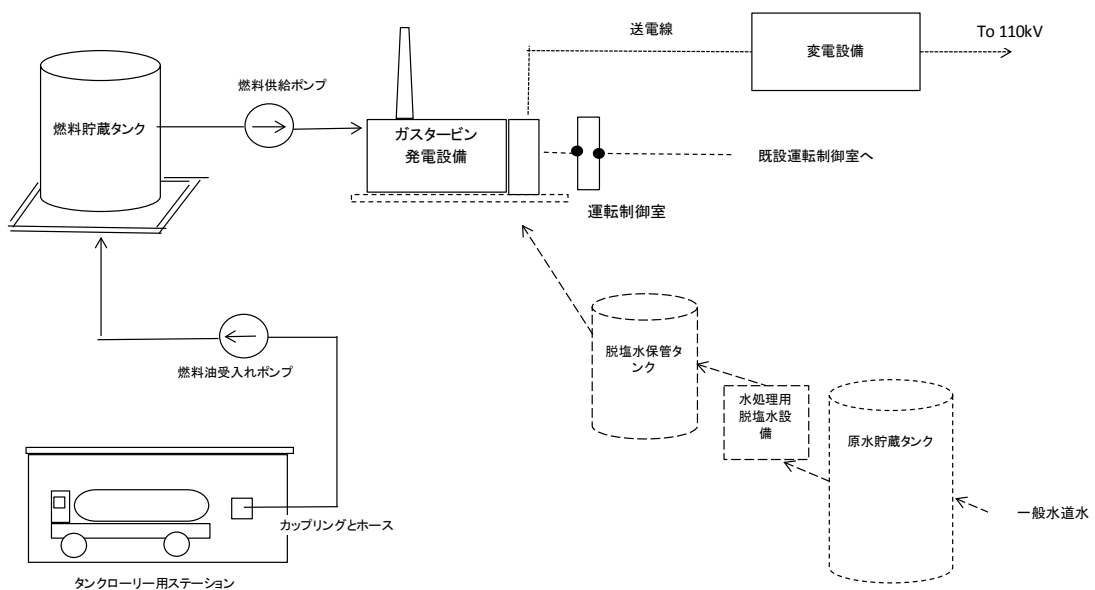 送電線
To 110kV
変電設備
燃料供給ポンプ
燃料貯蔵タンク
ガスタービン
発電設備
既設運転制御室へ
運転制御室
脱塩水保管タ
ンク
燃料油受入れポンプ
水処理用
脱塩水設
備
原水貯蔵タンク
一般水道水
カップリングとホース
タンクローリー用ステーション